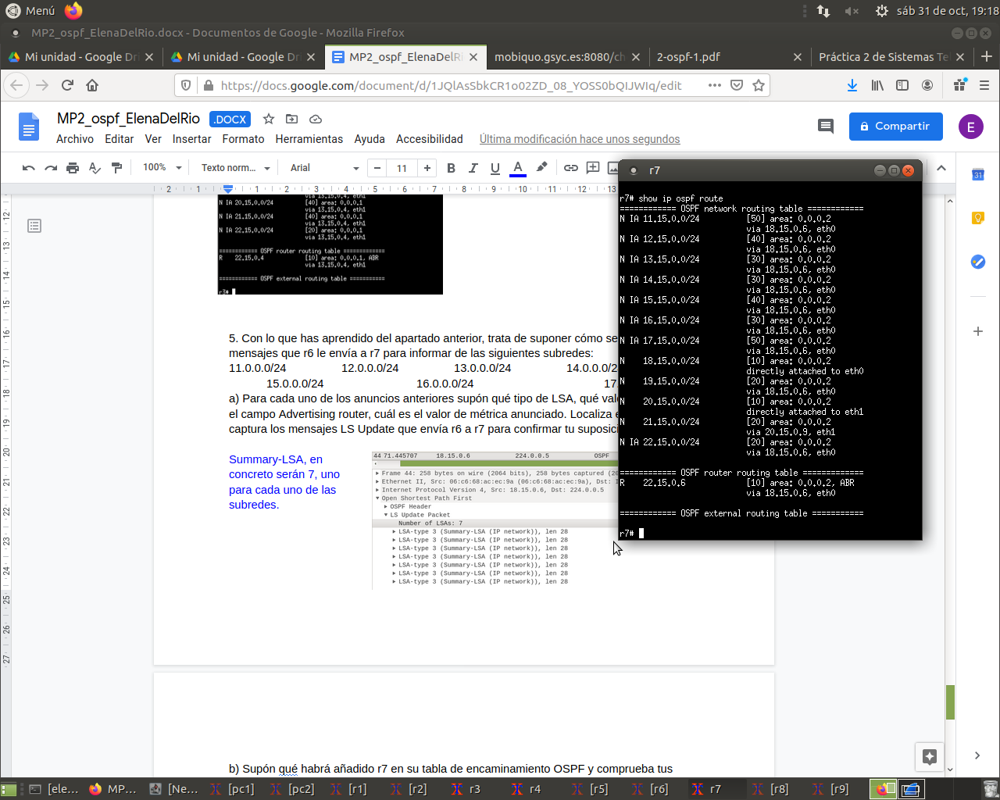 Menú
sáb 31 de oct, 19:18
MP2_ospf_ElenaDelRio.docx - Documentos de Google - Mozilla Firefox
Mi unidad - Google Dri
Mi unidad - Google Dri
MP2_ospf_ElenaDelRi
mobiquo.gsyc.es:8080/ch
2-ospf-1.pdf
Práctica 2 de Sistemas Te
https://docs.google.com/document/d/1JQlAsSbkCR1o02ZD_08_YOSS0bQIJWIq/edit
MP2_ospf_ElenaDelRio .DOCX
Compartir
E
Archivo Editar Ver Insertar Formato Herramientas Ayuda Accesibilidad Última modificación hace unos segundos
100% Texto norm... Arial 11
N IA 20.15.0.0/24 [40] area: 0.0.0.1
via 13.15.0.4, eth1
N IA 21.15.0.0/24 [40] area: 0.0.0.1
via 13.15.0.4, eth1
N IA 22.15.0.0/24 [20] area: 0.0.0.1
via 13.15.0.4, eth1
============ OSPF router routing table =============
R 22.15.0.4 [10] area: 0.0.0.1, ABR
via 13.15.0.4, eth1
============ OSPF external routing table ===========
r3#
5. Con lo que has aprendido del apartado anterior, trata de suponer cómo se
mensajes que r6 le envía a r7 para informar de las siguientes subredes:
11.0.0.0/24 12.0.0.0/24 13.0.0.0/24 14.0.0.0/2
15.0.0.0/24 16.0.0.0/24 17
a) Para cada uno de los anuncios anteriores supón qué tipo de LSA, qué val
el campo Advertising router, cuál es el valor de métrica anunciado. Localiza e
captura los mensajes LS Update que envía r6 a r7 para confirmar tu suposici
Summary-LSA, en
concreto serán 7, uno
para cada uno de las
subredes.
44 71.445707 18.15.0.6 224.0.0.5 OSPF
Frame 44: 258 bytes on wire (2064 bits), 258 bytes captured (20
Ethernet II, Src: 06:c6:68:ac:ec:9a (06:c6:68:ac:ec:9a), Dst: I
Internet Protocol Version 4, Src: 18.15.0.6, Dst: 224.0.0.5
Open Shortest Path First
OSPF Header
LS Update Packet
Number of LSAs: 7
LSA-type 3 (Summary-LSA (IP network)), len 28
LSA-type 3 (Summary-LSA (IP network)), len 28
LSA-type 3 (Summary-LSA (IP network)), len 28
LSA-type 3 (Summary-LSA (IP network)), len 28
LSA-type 3 (Summary-LSA (IP network)), len 28
LSA-type 3 (Summary-LSA (IP network)), len 28
LSA-type 3 (Summary-LSA (IP network)), len 28
b) Supón qué habrá añadido r7 en su tabla de encaminamiento OSPF y comprueba tus
r7
r7# show ip ospf route
============ OSPF network routing table ============
N IA 11.15.0.0/24 [50] area: 0.0.0.2
via 18.15.0.6, eth0
N IA 12.15.0.0/24 [40] area: 0.0.0.2
via 18.15.0.6, eth0
N IA 13.15.0.0/24 [30] area: 0.0.0.2
via 18.15.0.6, eth0
N IA 14.15.0.0/24 [30] area: 0.0.0.2
via 18.15.0.6, eth0
N IA 15.15.0.0/24 [40] area: 0.0.0.2
via 18.15.0.6, eth0
N IA 16.15.0.0/24 [30] area: 0.0.0.2
via 18.15.0.6, eth0
N IA 17.15.0.0/24 [50] area: 0.0.0.2
via 18.15.0.6, eth0
N 18.15.0.0/24 [10] area: 0.0.0.2
directly attached to eth0
N 19.15.0.0/24 [20] area: 0.0.0.2
via 18.15.0.6, eth0
N 20.15.0.0/24 [10] area: 0.0.0.2
directly attached to eth1
N 21.15.0.0/24 [20] area: 0.0.0.2
via 20.15.0.9, eth1
N IA 22.15.0.0/24 [20] area: 0.0.0.2
via 18.15.0.6, eth0
============ OSPF router routing table =============
R 22.15.0.6 [10] area: 0.0.0.2, ABR
via 18.15.0.6, eth0
============ OSPF external routing table ===========
r7#
[ele... MP... [Ne... [pc1] [pc2] [r1] [r2] r3 r4 [r5] [r6] r7 [r8] [r9]